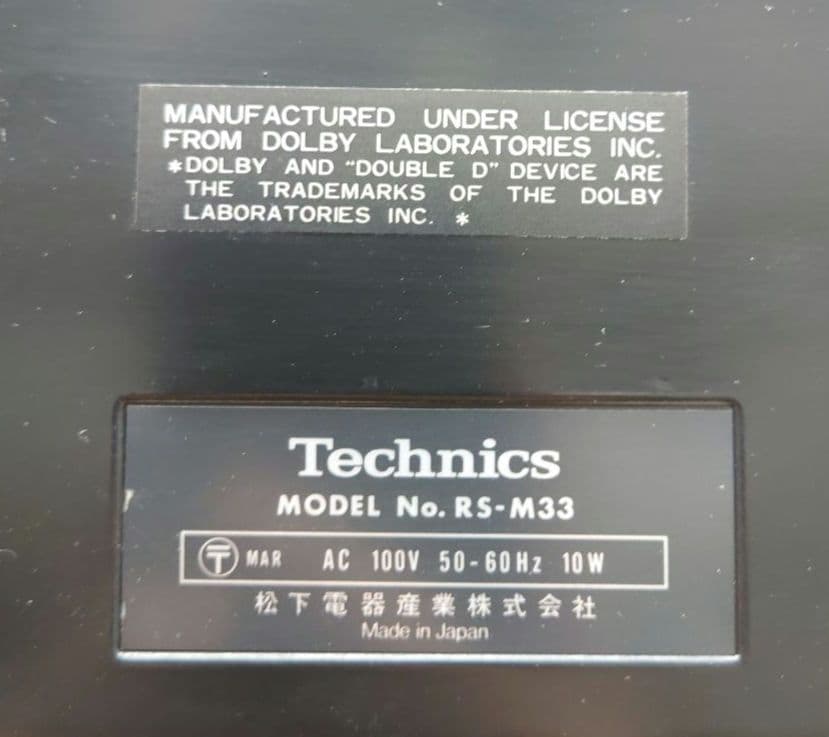 MANUFACTURED UNDER LICENSE
FROM DOLBY LABORATORIES INC.
*DOLBY AND "DOUBLE D" DEVICE ARE
THE TRADEMARKS OF THE DOLBY
LABORATORIES INC. *
Technics
MODEL No. RS-M33
〒 MAR AC 100V 50-60Hz 10W
松下電器産業株式会社
Made in Japan